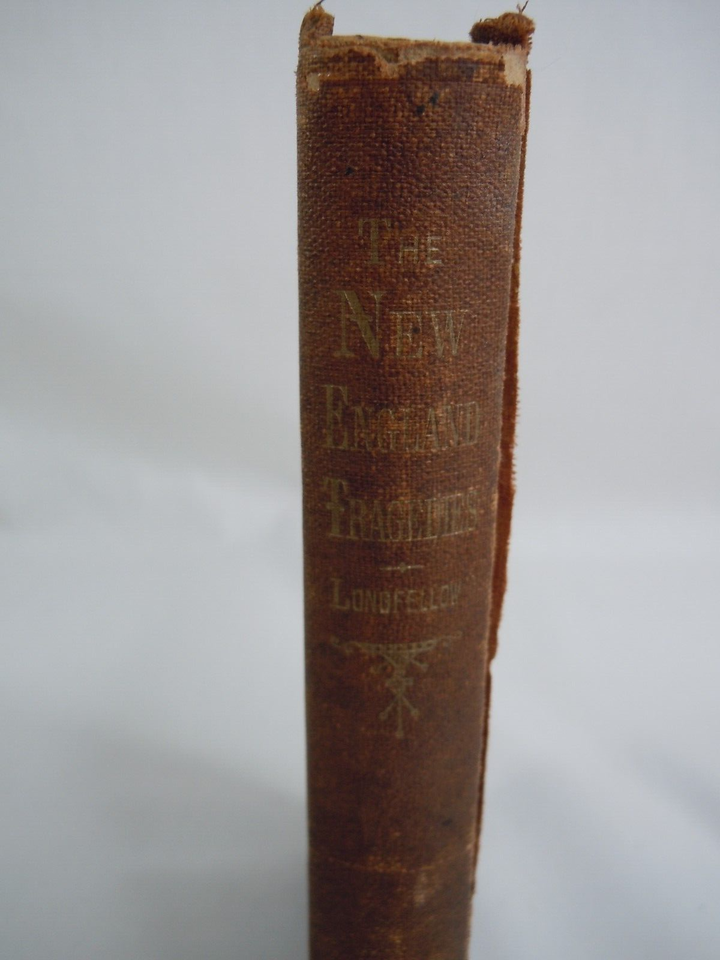 THE
NEW
ENGLAND
TRAGEDIES
LONGFELLOW